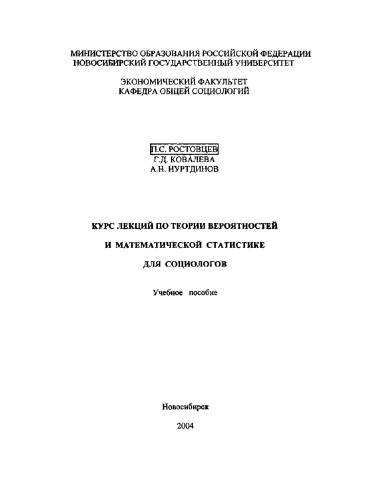 МИНИСТЕРСТВО ОБРАЗОВАНИЯ РОССИЙСКОЙ ФЕДЕРАЦИИ
НОВОСИБИРСКИЙ ГОСУДАРСТВЕННЫЙ УНИВЕРСИТЕТ
ЭКОНОМИЧЕСКИЙ ФАКУЛЬТЕТ
КАФЕДРА ОБЩЕЙ СОЦИОЛОГИЙ
П.С. РОСТОВЦЕВ
Г.Д. КОВАЛЕВА
А.Н. НУРТДИНОВ
КУРС ЛЕКЦИЙ ПО ТЕОРИИ ВЕРОЯТНОСТЕЙ
И МАТЕМАТИЧЕСКОЙ СТАТИСТИКЕ
ДЛЯ СОЦИОЛОГОВ
Учебное пособие
Новосибирск
2004